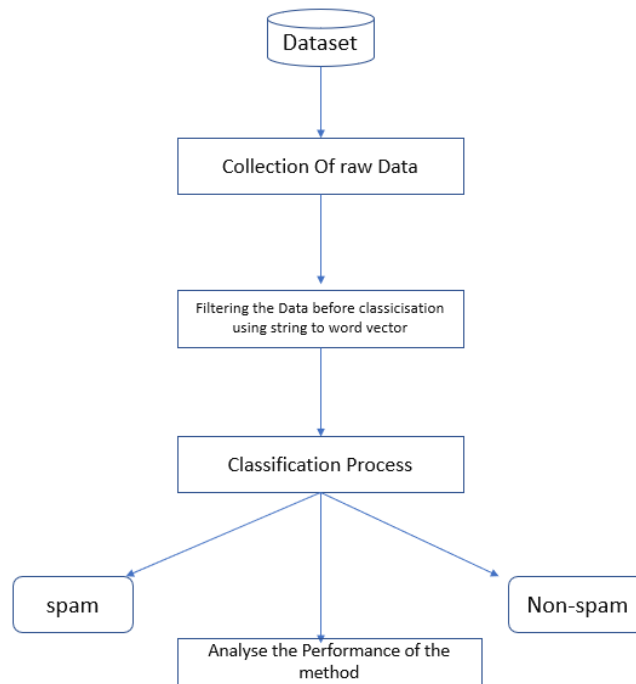 Dataset
Collection Of raw Data
Filtering the Data before classicisation
using string to word vector
Classification Process
spam
Non-spam
Analyse the Performance of the
method